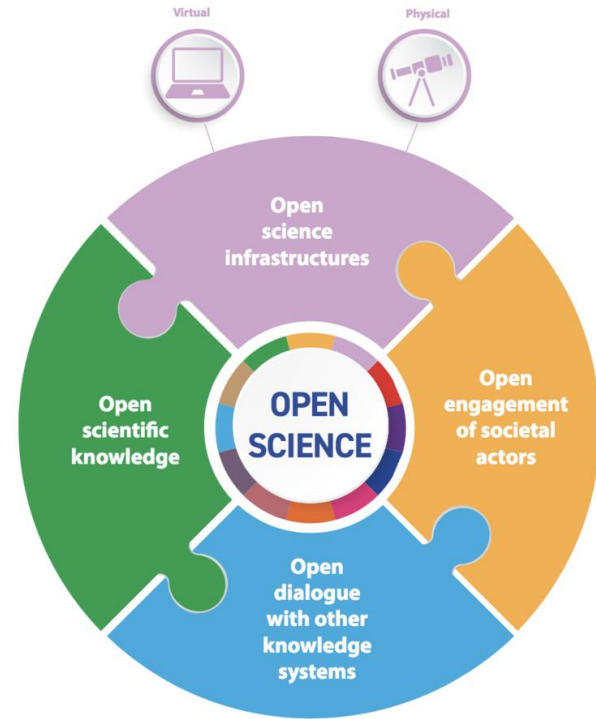 Virtual
Physical
Open
science
infrastructures
Open
scientific
knowledge
OPEN
SCIENCE
Open
engagement
of societal
actors
Open
dialogue
with other
knowledge
systems